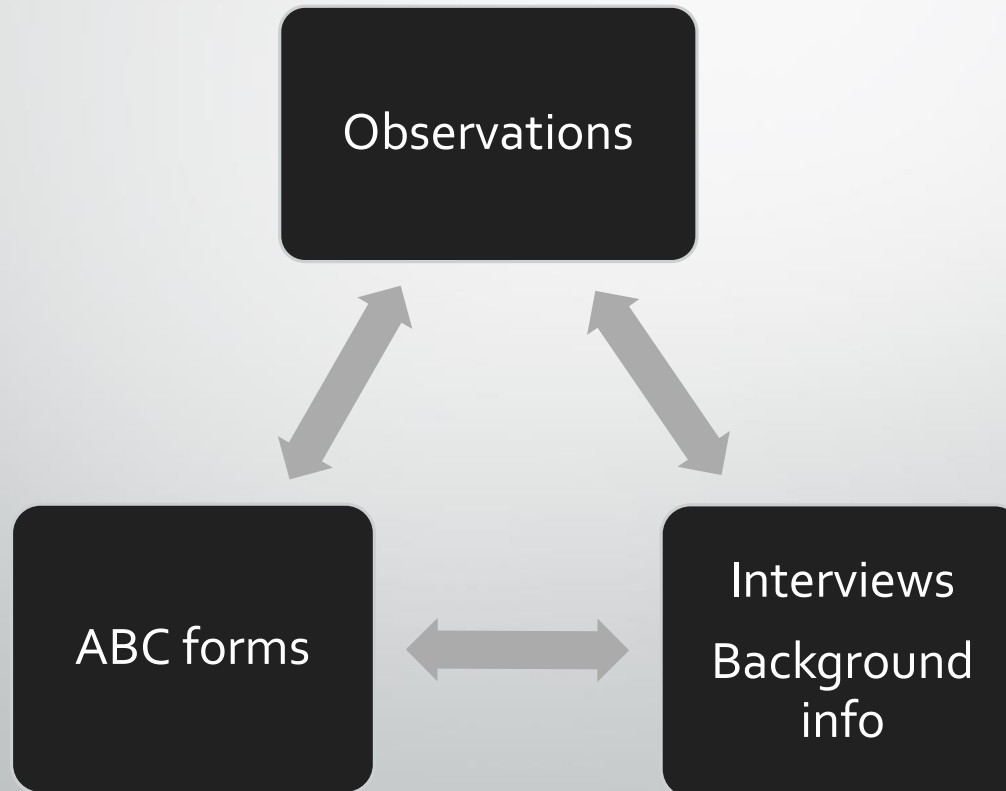 Observations
ABC forms
Interviews
Background
info